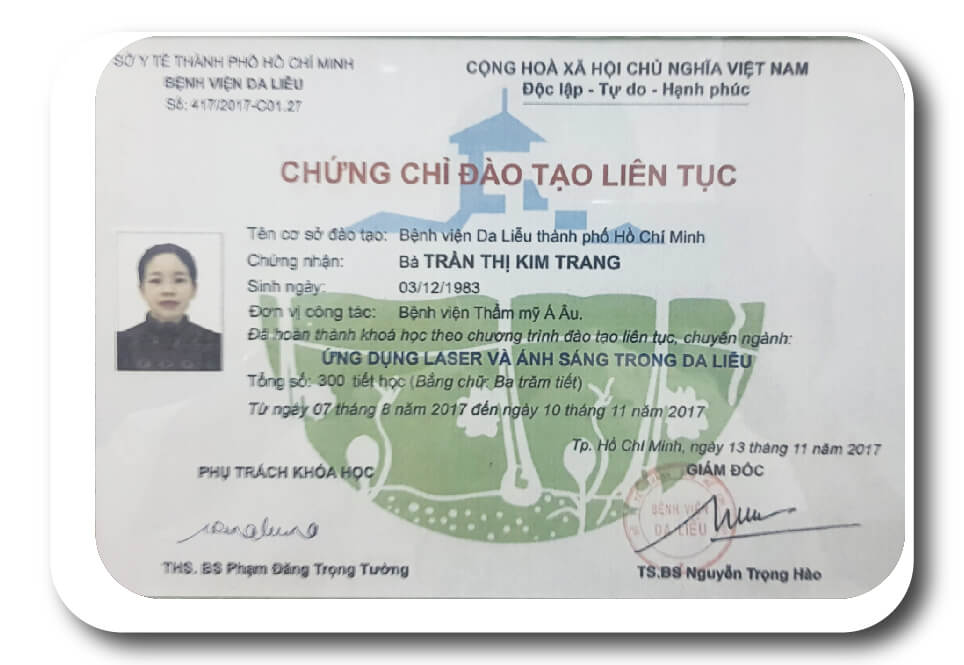 SỞ Y TẾ THÀNH PHỐ HỒ CHÍ MINH
BỆNH VIỆN DA LIỄU
Số: 417/2017-C01.27
CỘNG HOÀ XÃ HỘI CHỦ NGHĨA VIỆT NAM
Độc lập - Tự do - Hạnh phúc
CHỨNG CHỈ ĐÀO TẠO LIÊN TỤC
Tên cơ sở đào tạo: Bệnh viện Da Liễu thành phố Hồ Chí Minh
Chứng nhận: Bà TRẦN THỊ KIM TRANG
Sinh ngày: 03/12/1983
Đơn vị công tác: Bệnh viện Thẩm mỹ Á Âu.
Đã hoàn thành khoá học theo chương trình đào tạo liên tục, chuyên ngành:
ỨNG DỤNG LASER VÀ ÁNH SÁNG TRONG DA LIỄU
Tổng số: 300 tiết học (Bằng chữ: Ba trăm tiết)
Từ ngày 07 tháng 8 năm 2017 đến ngày 10 tháng 11 năm 2017
Tp. Hồ Chí Minh, ngày 13 tháng 11 năm 2017
PHỤ TRÁCH KHÓA HỌC
GIÁM ĐỐC
BỆNH VIỆN
DA LIỄU
THS. BS Phạm Đăng Trọng Tường
TS.BS Nguyễn Trọng Hào